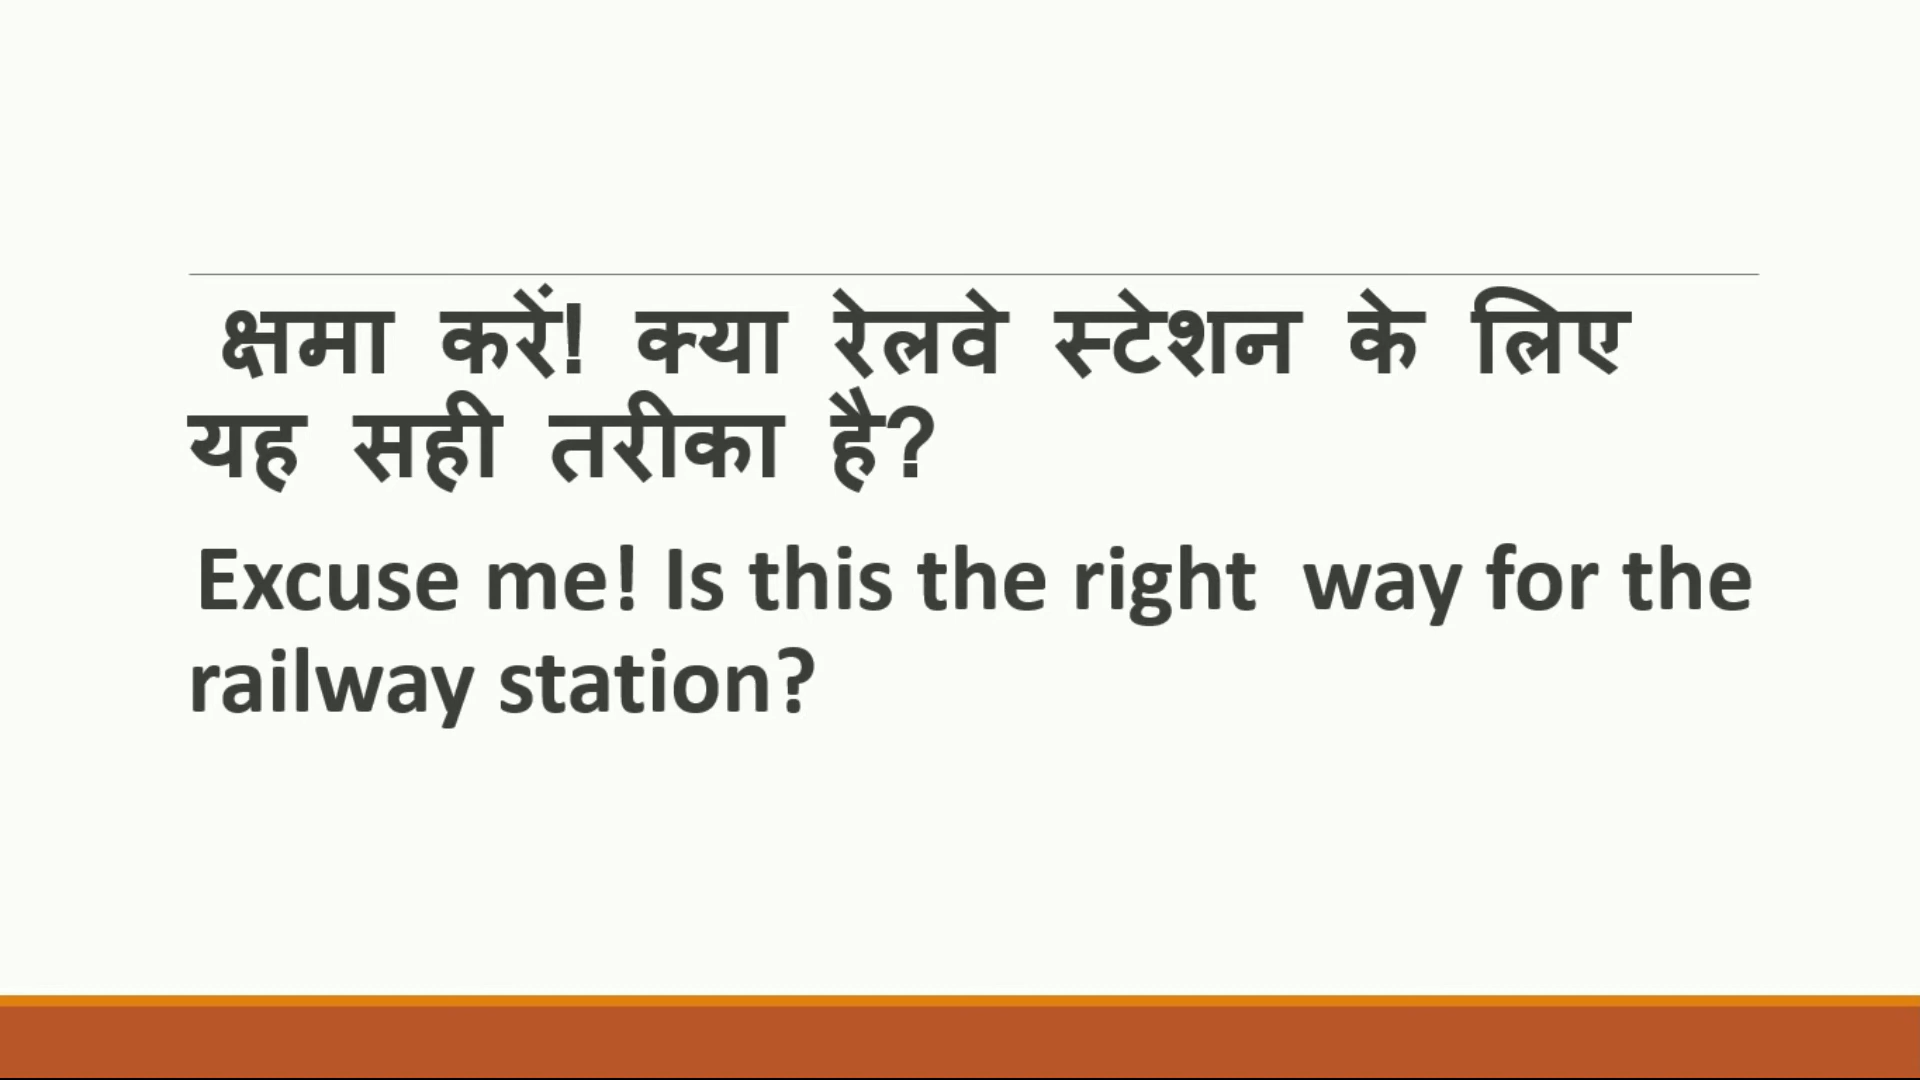 क्षमा करें! क्या रेलवे स्टेशन के लिए
यह सही तरीका है?
Excuse me! Is this the right way for the
railway station?